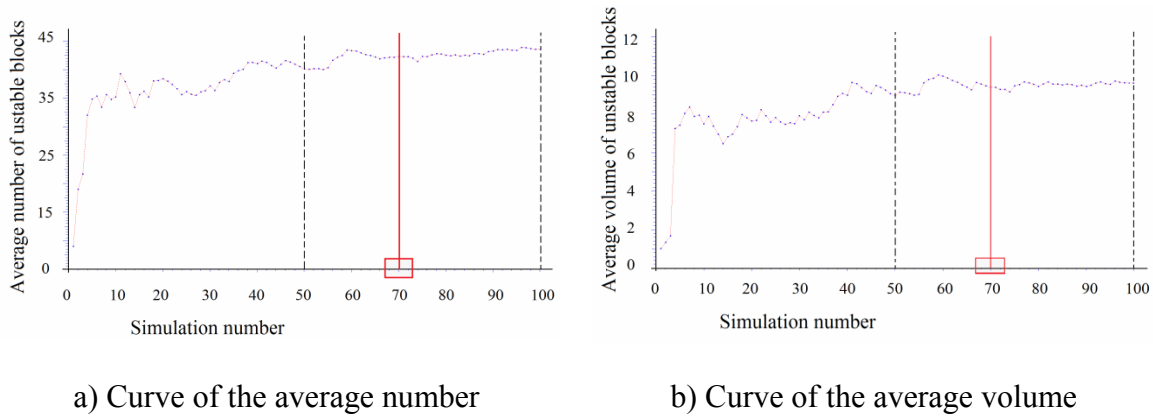 Average number of ustable blocks
45
35
25
15
0
0 10 20 30 40 50 60 70 80 90 100
Simulation number
a) Curve of the average number
Average volume of unstable blocks
12
10
8
6
4
2
0
0 10 20 30 40 50 60 70 80 90 100
Simulation number
b) Curve of the average volume